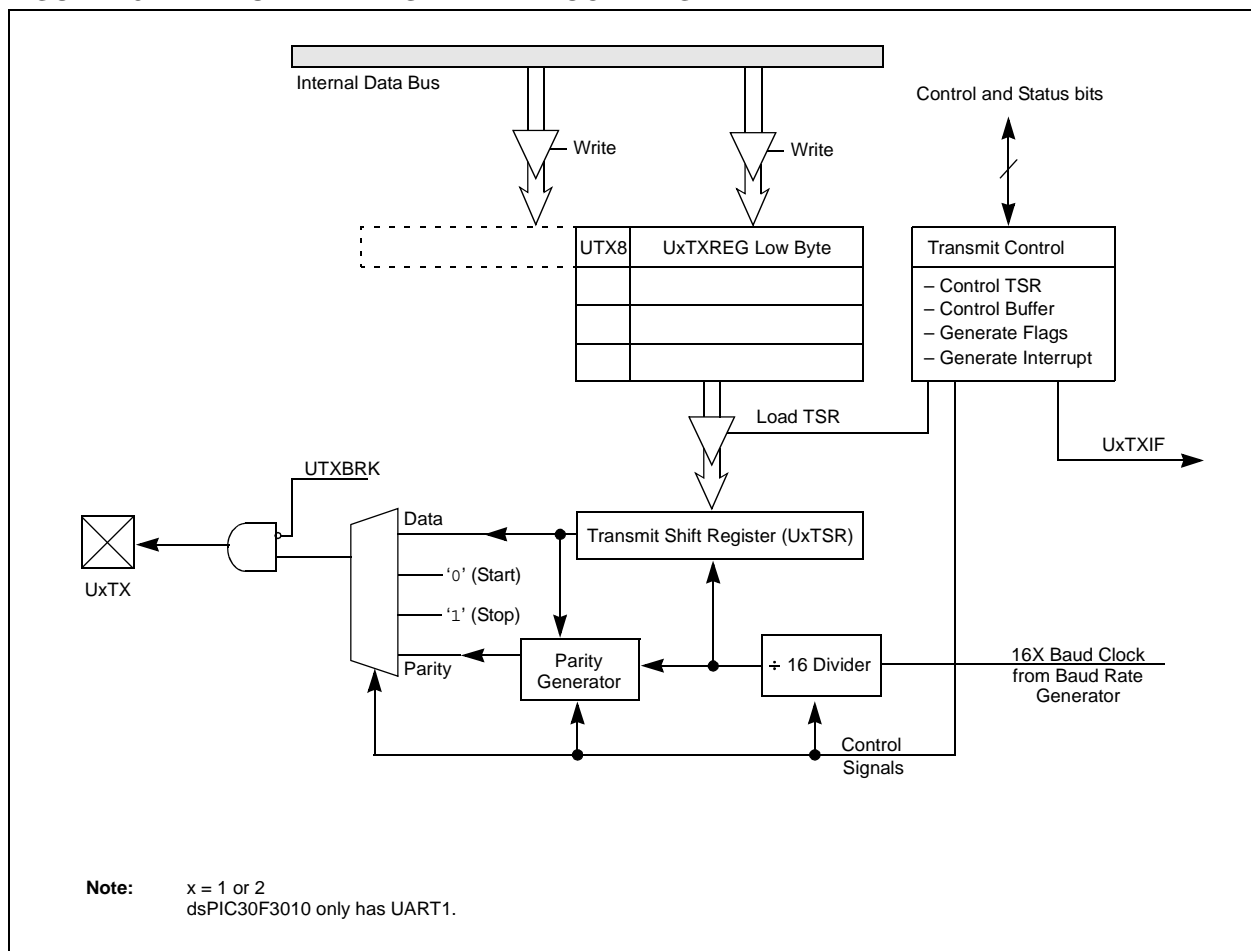 Internal Data Bus
Control and Status bits
Write
Write
UTX8
UxTXREG Low Byte
Transmit Control
– Control TSR
– Control Buffer
– Generate Flags
– Generate Interrupt
Load TSR
UxTXIF
UTXBRK
Data
Transmit Shift Register (UxTSR)
UxTX
‘0’ (Start)
‘1’ (Stop)
Parity
Parity
Generator
÷ 16 Divider
16X Baud Clock
from Baud Rate
Generator
Control
Signals
Note: x = 1 or 2
dsPIC30F3010 only has UART1.